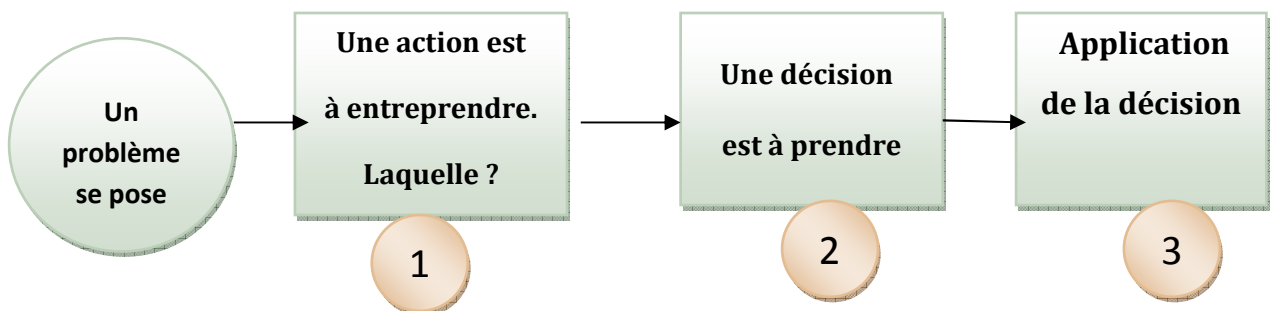 Un
problème
se pose
Une action est
à entreprendre.
Laquelle ?
1
Une décision
est à prendre
2
Application
de la décision
3